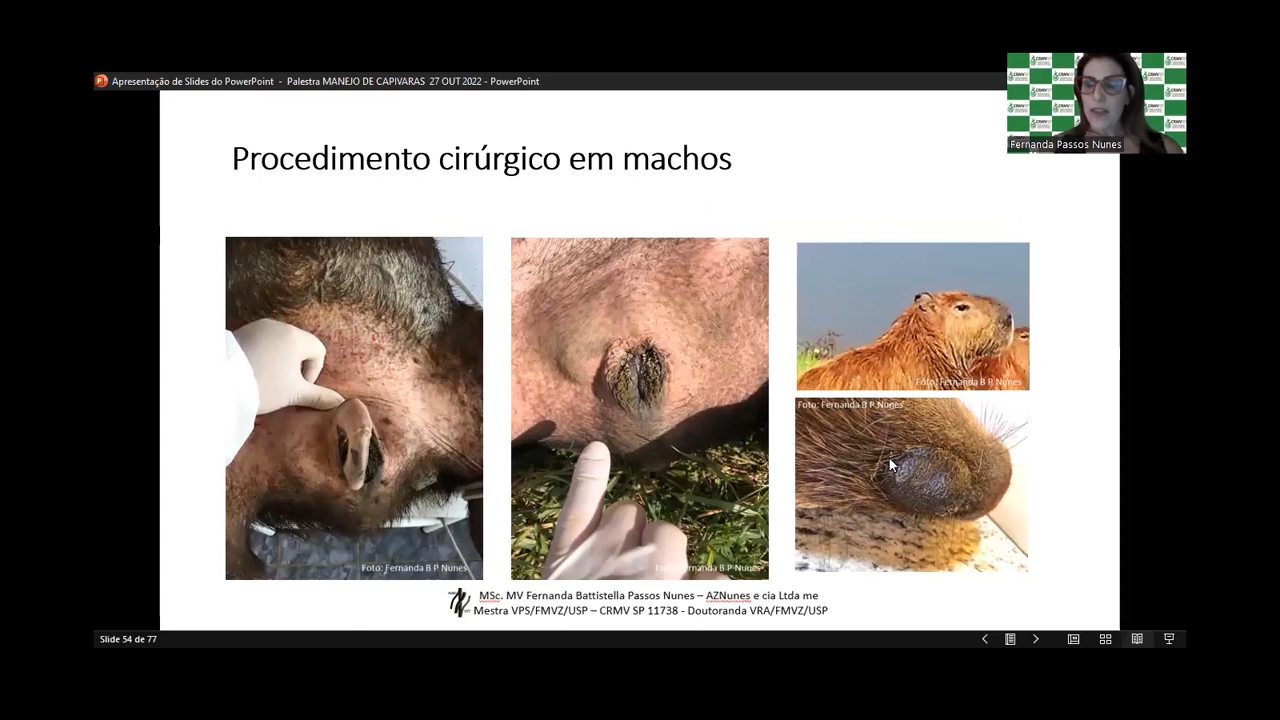 Apresentação de Slides do PowerPoint - Palestra MANEJO DE CAPIVARAS 27 OUT 2022 - PowerPoint
Fernanda Passos Nunes
Procedimento cirúrgico em machos
Foto: Fernanda B P Nunes
Foto: Fernanda B P Nunes
Foto: Fernanda B P Nunes
Foto: Fernanda B P Nunes
MSc. MV Fernanda Battistella Passos Nunes – AZNunes e cia Ltda me
Mestra VPS/FMVZ/USP – CRMV SP 11738 - Doutoranda VRA/FMVZ/USP
Slide 54 de 77